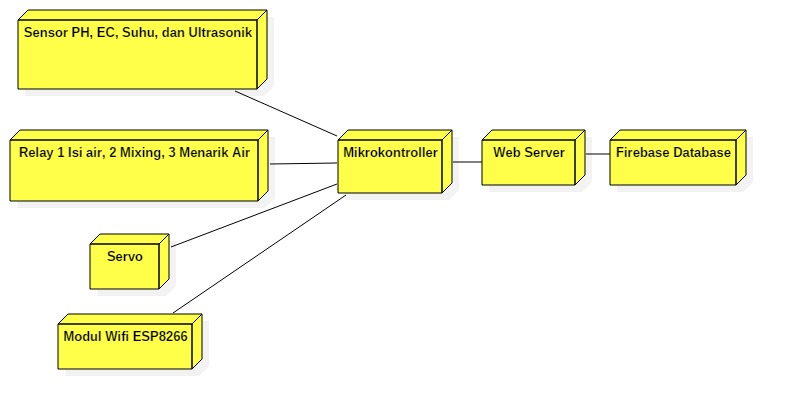 Sensor PH, EC, Suhu, dan Ultrasonik
Relay 1 Isi air, 2 Mixing, 3 Menarik Air
Mikrokontroller
Web Server
Firebase Database
Servo
Modul Wifi ESP8266